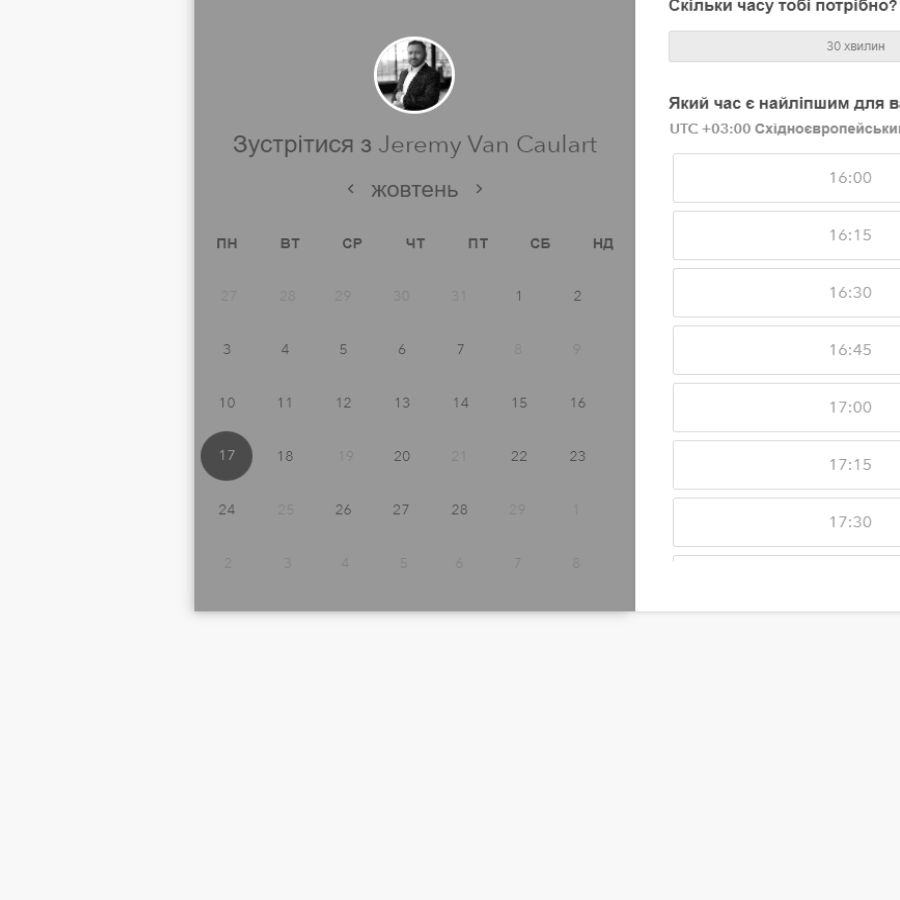 Зустрітися з Jeremy Van Caulart
жовтень
ПН ВТ СР ЧТ ПТ СБ НД
27 28 29 30 31 1 2
3 4 5 6 7 8 9
10 11 12 13 14 15 16
17 18 19 20 21 22 23
24 25 26 27 28 29 1
2 3 4 5 6 7 8
Скільки часу тобі потрібно?
30 хвилин
Який час є найліпшим для
UTC +03:00
16:00
16:15
16:30
16:45
17:00
17:15
17:30